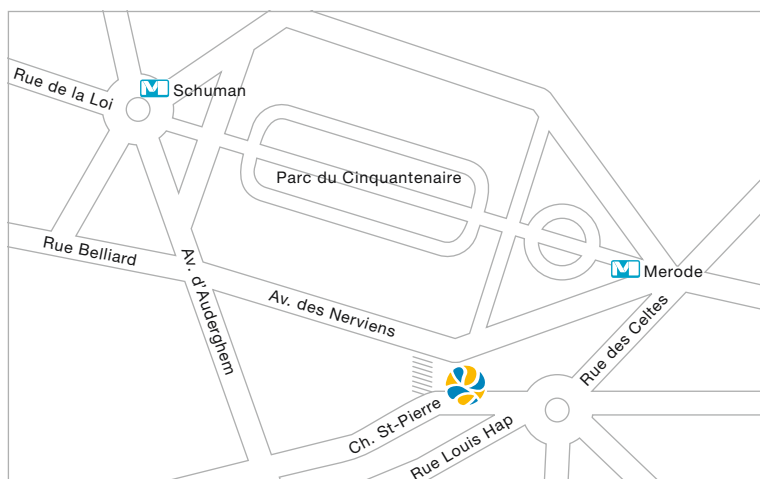 Schuman
Rue de la Loi
Parc du Cinquantenaire
Rue Belliard
Av. d'Auderghem
Merode
Av. des Nerviens
Rue des Celtes
Ch. St-Pierre
Rue Louis Hap